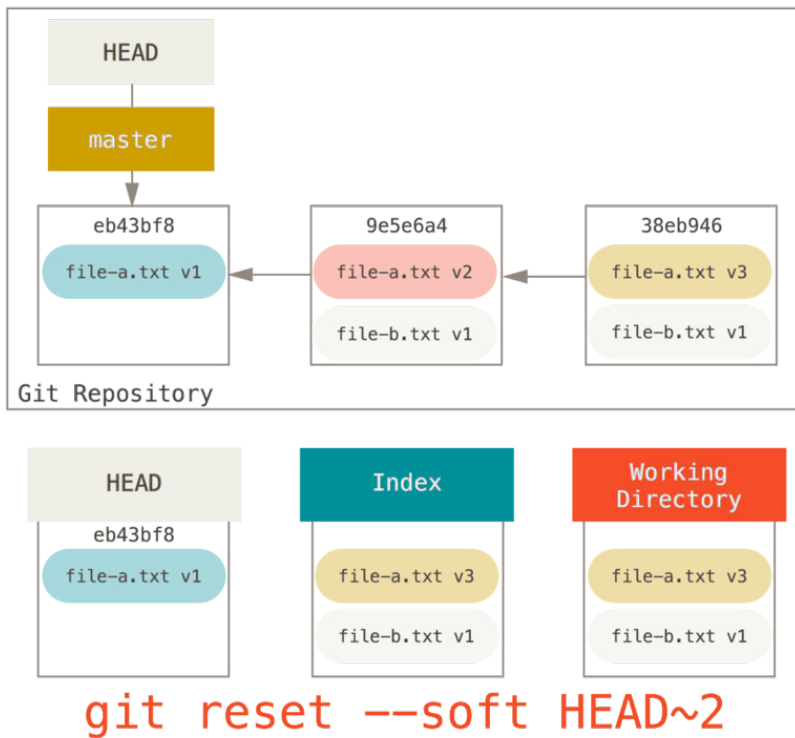 HEAD
master
eb43bf8
9e5e6a4
38eb946
file-a.txt v1
file-a.txt v2
file-a.txt v3
file-b.txt v1
file-b.txt v1
Git Repository
HEAD
Index
Working
Directory
eb43bf8
file-a.txt v1
file-a.txt v3
file-a.txt v3
file-b.txt v1
file-b.txt v1
git reset --soft HEAD~2